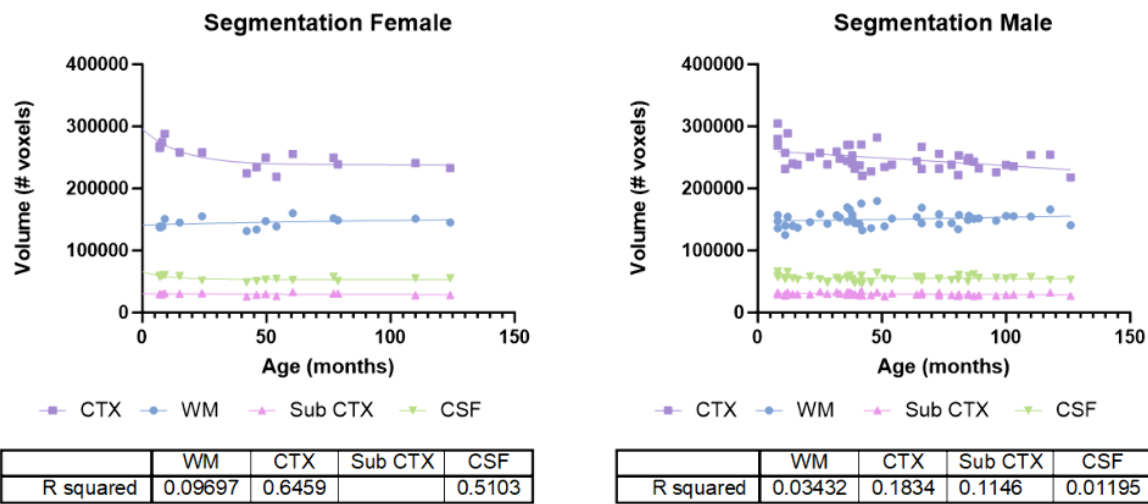 Segmentation Female
400000
300000
200000
100000
0
Volume (# voxels)
0 50 100 150
Age (months)
CTX WM Sub CTX CSF
WM CTX Sub CTX CSF
R squared 0.09697 0.6459 0.5103
Segmentation Male
400000
300000
200000
100000
0
Volume (# voxels)
0 50 100 150
Age (months)
CTX WM Sub CTX CSF
WM CTX Sub CTX CSF
R squared 0.03432 0.1834 0.1146 0.01195